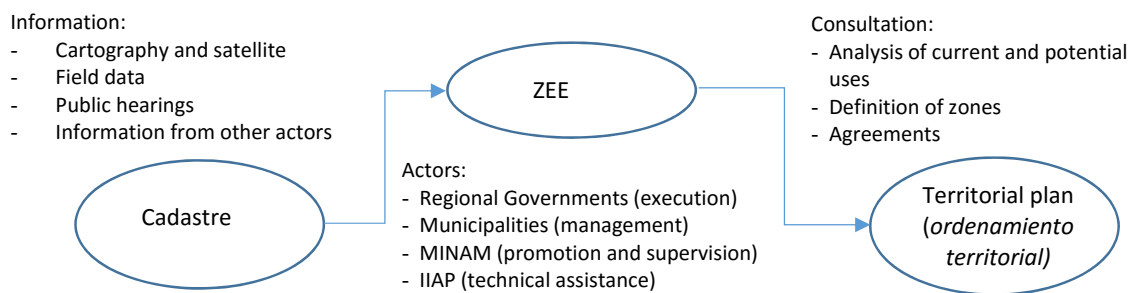 Information:
- Cartography and satellite
- Field data
- Public hearings
- Information from other actors
Cadastre
ZEE
Actors:
- Regional Governments (execution)
- Municipalities (management)
- MINAM (promotion and supervision)
- IIAP (technical assistance)
Consultation:
- Analysis of current and potential
uses
- Definition of zones
- Agreements
Territorial plan
(ordenamiento
territorial)